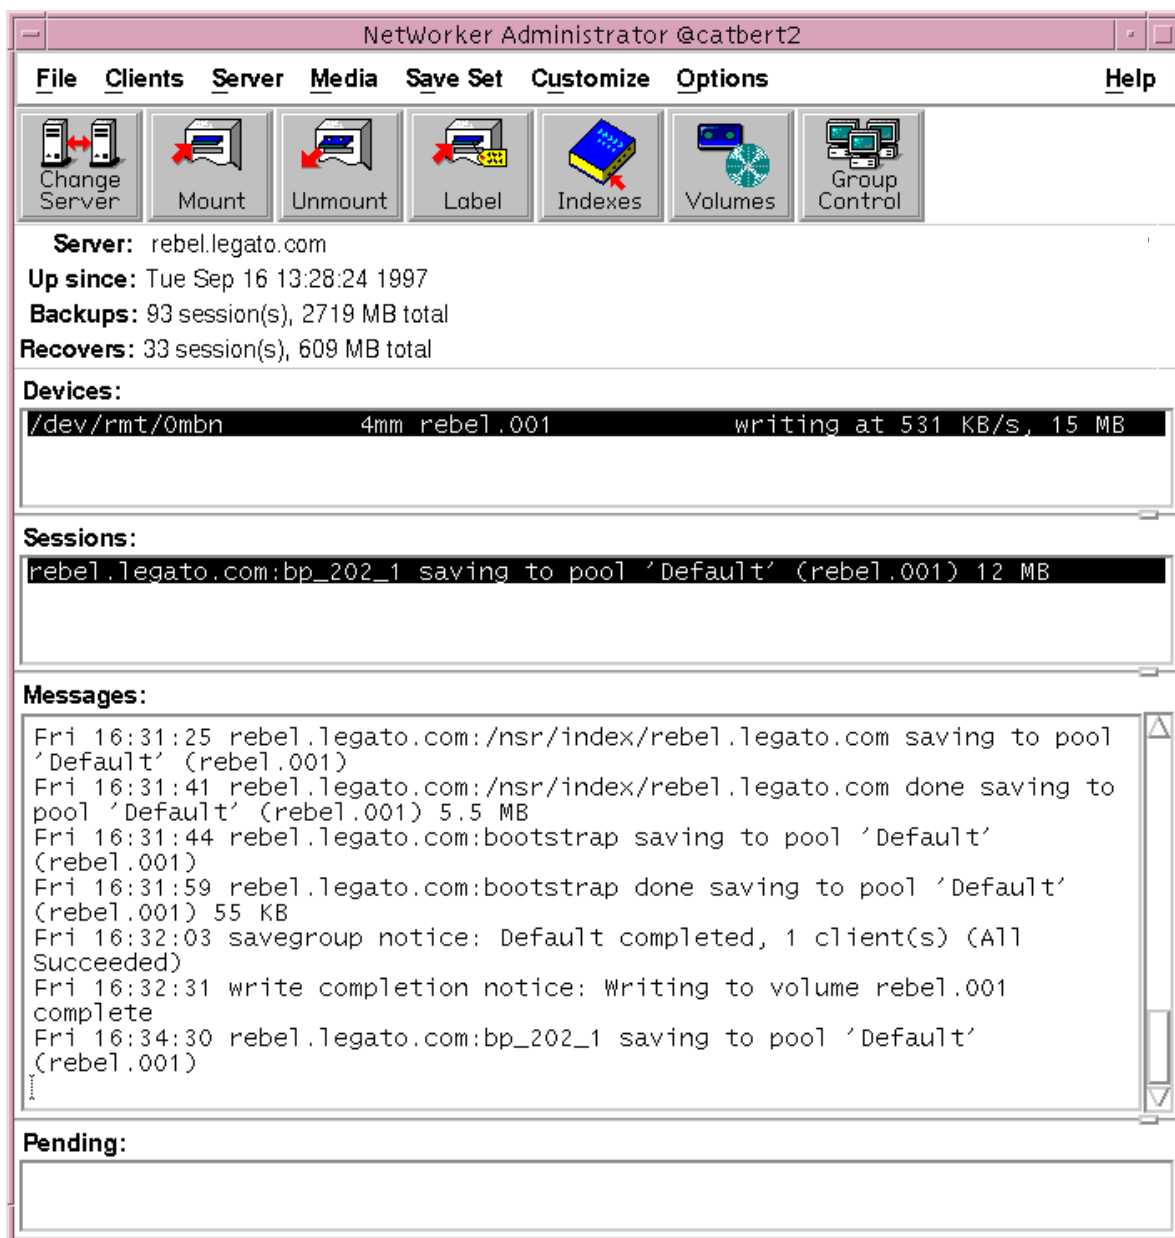 NetWorker Administrator @catbert2
File Clients Server Media Save Set Customize Options Help
Change Server Mount Unmount Label Indexes Volumes Group Control
Server: rebel.legato.com
Up since: Tue Sep 16 13:28:24 1997
Backups: 93 session(s), 2719 MB total
Recovers: 33 session(s), 609 MB total
Devices:
/dev/rmt/0mbn 4mm rebel.001 writing at 531 KB/s, 15 MB
Sessions:
rebel.legato.com:bp_202_1 saving to pool ′Default′ (rebel.001) 12 MB
Messages:
Fri 16:31:25 rebel.legato.com:/nsr/index/rebel.legato.com saving to pool
′Default′ (rebel.001)
Fri 16:31:41 rebel.legato.com:/nsr/index/rebel.legato.com done saving to
pool ′Default′ (rebel.001) 5.5 MB
Fri 16:31:44 rebel.legato.com:bootstrap saving to pool ′Default′
(rebel.001)
Fri 16:31:59 rebel.legato.com:bootstrap done saving to pool ′Default′
(rebel.001) 55 KB
Fri 16:32:03 savegroup notice: Default completed, 1 client(s) (All
Succeeded)
Fri 16:32:31 write completion notice: Writing to volume rebel.001
complete
Fri 16:34:30 rebel.legato.com:bp_202_1 saving to pool ′Default′
(rebel.001)
Pending: